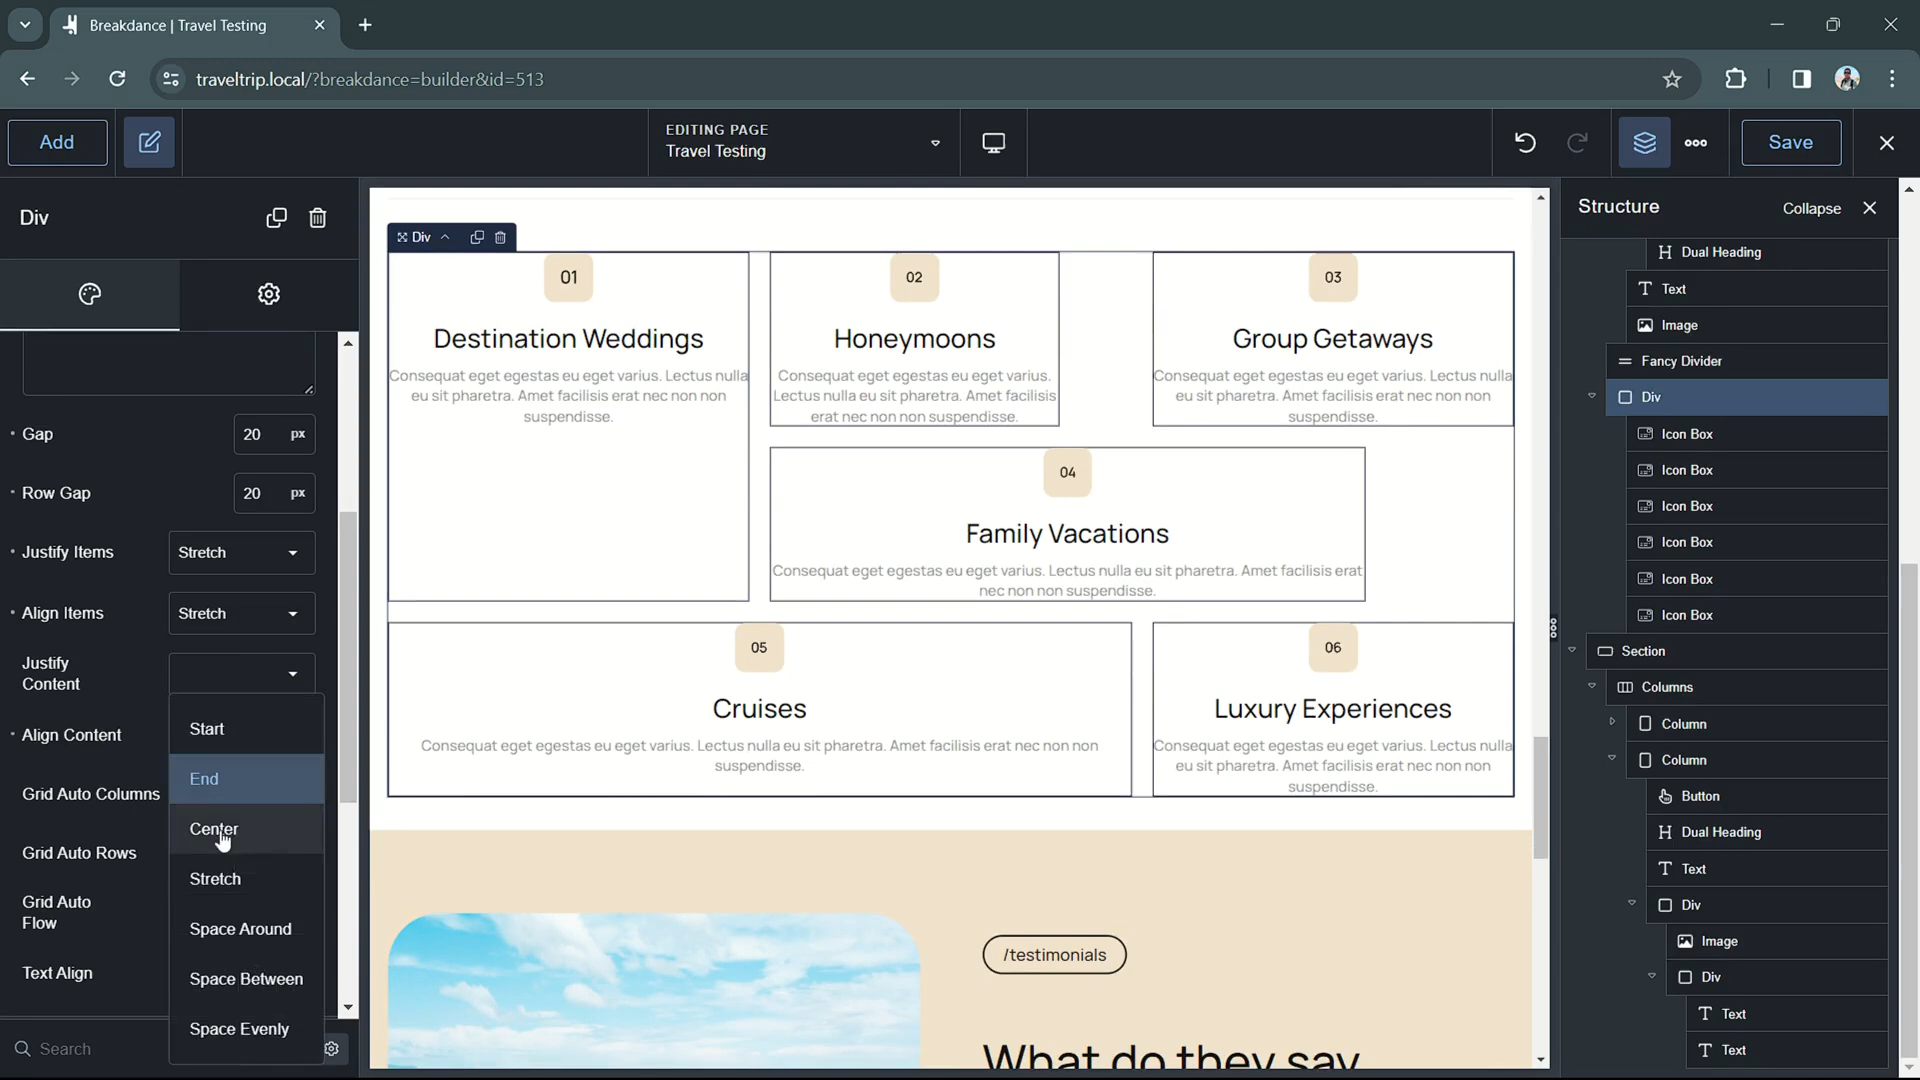 Breakdance | Travel Testing
traveltrip.local/?breakdance=builder&id=513
Add
EDITING PAGE
Travel Testing
Save
Div
Gap
20 px
Row Gap
20 px
Justify Items
Stretch
Align Items
Stretch
Justify
Content
Align Content
Grid Auto Columns
Grid Auto Rows
Grid Auto
Flow
Text Align
Search
Start
End
Center
Stretch
Space Around
Space Between
Space Evenly
Div
01
Destination Weddings
Consequat eget egestas eu eget varius. Lectus nulla
eu sit pharetra. Amet facilisis erat nec non non
suspendisse.
02
Honeymoons
Consequat eget egestas eu eget varius.
Lectus nulla eu sit pharetra. Amet facilisis
erat nec non non suspendisse.
03
Group Getaways
Consequat eget egestas eu eget varius. Lectus nulla
eu sit pharetra. Amet facilisis erat nec non non
suspendisse.
04
Family Vacations
Consequat eget egestas eu eget varius. Lectus nulla eu sit pharetra. Amet facilisis erat
nec non non suspendisse.
05
Cruises
Consequat eget egestas eu eget varius. Lectus nulla eu sit pharetra. Amet facilisis erat nec non non
suspendisse.
06
Luxury Experiences
Consequat eget egestas eu eget varius. Lectus nulla
eu sit pharetra. Amet facilisis erat nec non non
suspendisse.
/testimonials
What do they say
Structure
Collapse
Dual Heading
Text
Image
Fancy Divider
Div
Icon Box
Icon Box
Icon Box
Icon Box
Icon Box
Icon Box
Section
Columns
Column
Column
Button
Dual Heading
Text
Div
Image
Div
Text
Text